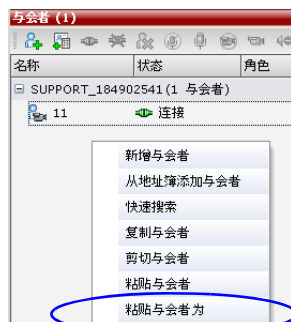 与会者 (1)
名称 状态 角色
SUPPORT_184902541(1 与会者)
11 连接
新增与会者
从地址簿添加与会者
快速搜索
复制与会者
剪切与会者
粘贴与会者
粘贴与会者为